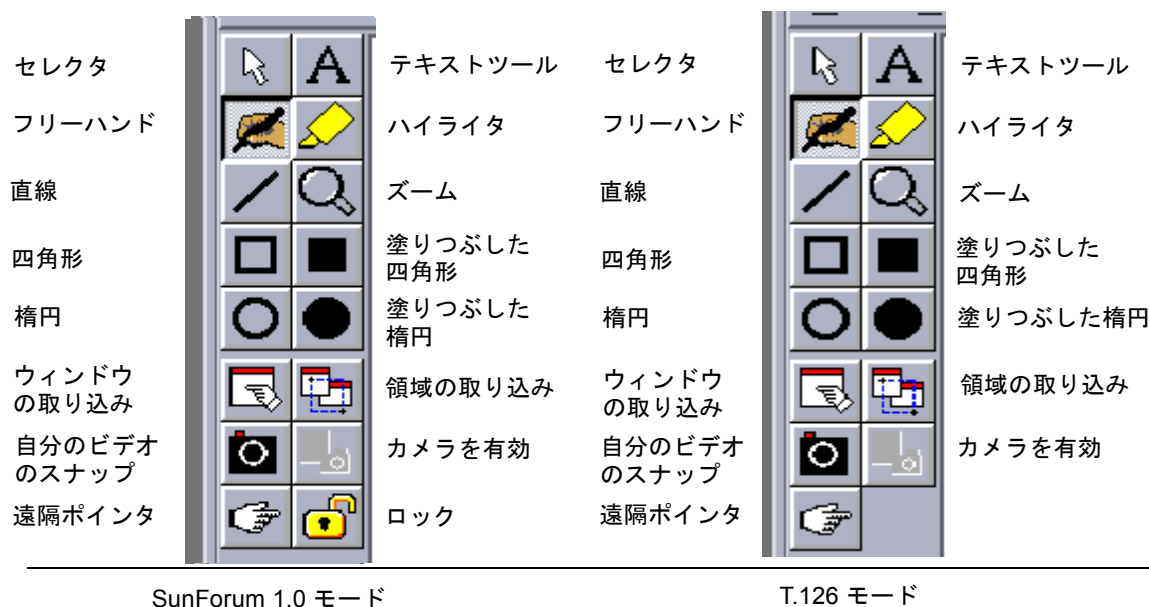 セレクタ
テキストツール
フリーハンド
ハイライタ
直線
ズーム
四角形
塗りつぶした
四角形
楕円
塗りつぶした
楕円
ウィンドウ
の取り込み
領域の取り込み
自分のビデオ
のスナップ
カメラを有効
遠隔ポインタ
ロック
SunForum 1.0 モード
セレクタ
A
テキストツール
フリーハンド
ハイライタ
直線
ズーム
四角形
塗りつぶした
四角形
楕円
塗りつぶした楕円
ウィンドウ
の取り込み
領域の取り込み
自分のビデオ
のスナップ
カメラを有効
遠隔ポインタ
T.126 モード